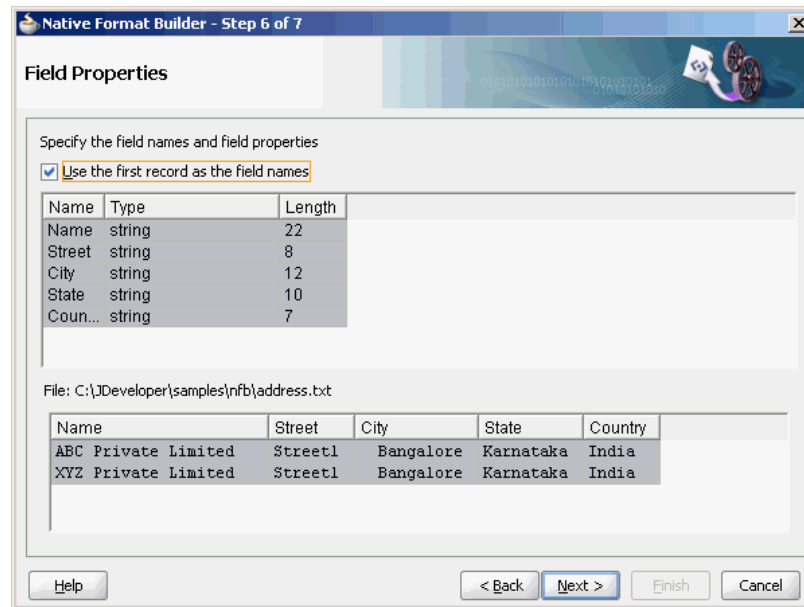 Native Format Builder - Step 6 of 7
Field Properties
Specify the field names and field properties
Use the first record as the field names
Name Type Length
Name string 22
Street string 8
City string 12
State string 10
Coun... string 7
File: C:\JDeveloper\samples\nfb\address.txt
Name Street City State Country
ABC Private Limited Street1 Bangalore Karnataka India
XYZ Private Limited Street1 Bangalore Karnataka India
Help < Back Next > Finish Cancel